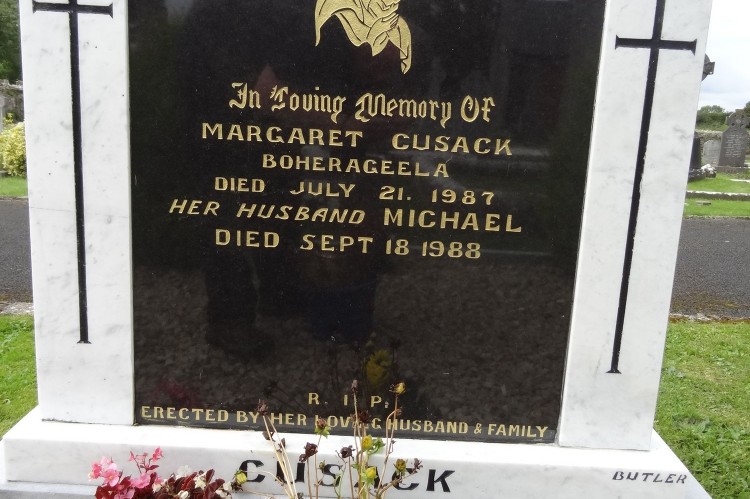 In Loving Memory Of
MARGARET CUSACK
BOHERAGEELA
DIED JULY 21. 1987
HER HUSBAND MICHAEL
DIED SEPT 18 1988
R. I P.
ERECTED BY HER LOVING HUSBAND & FAMILY
CUSACK
BUTLER